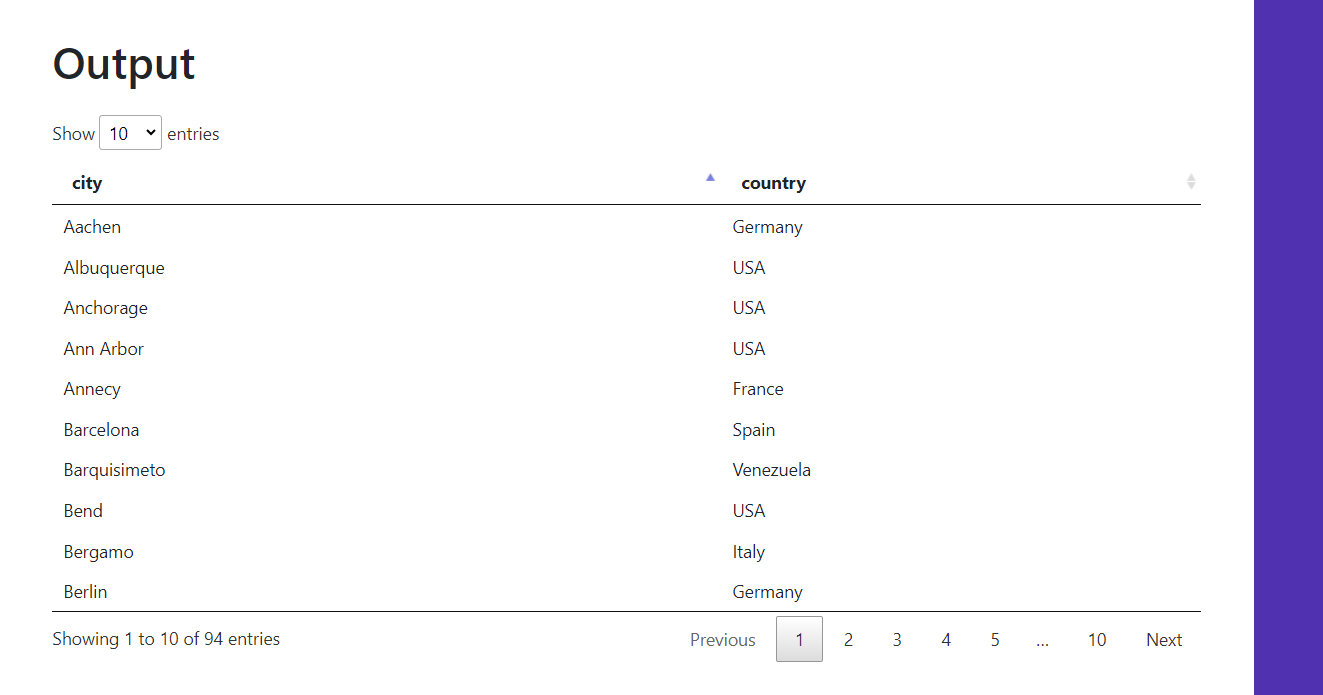 Output
Show 10 entries
city country
Aachen Germany
Albuquerque USA
Anchorage USA
Ann Arbor USA
Annecy France
Barcelona Spain
Barquisimeto Venezuela
Bend USA
Bergamo Italy
Berlin Germany
Showing 1 to 10 of 94 entries Previous 1 2 3 4 5 ... 10 Next